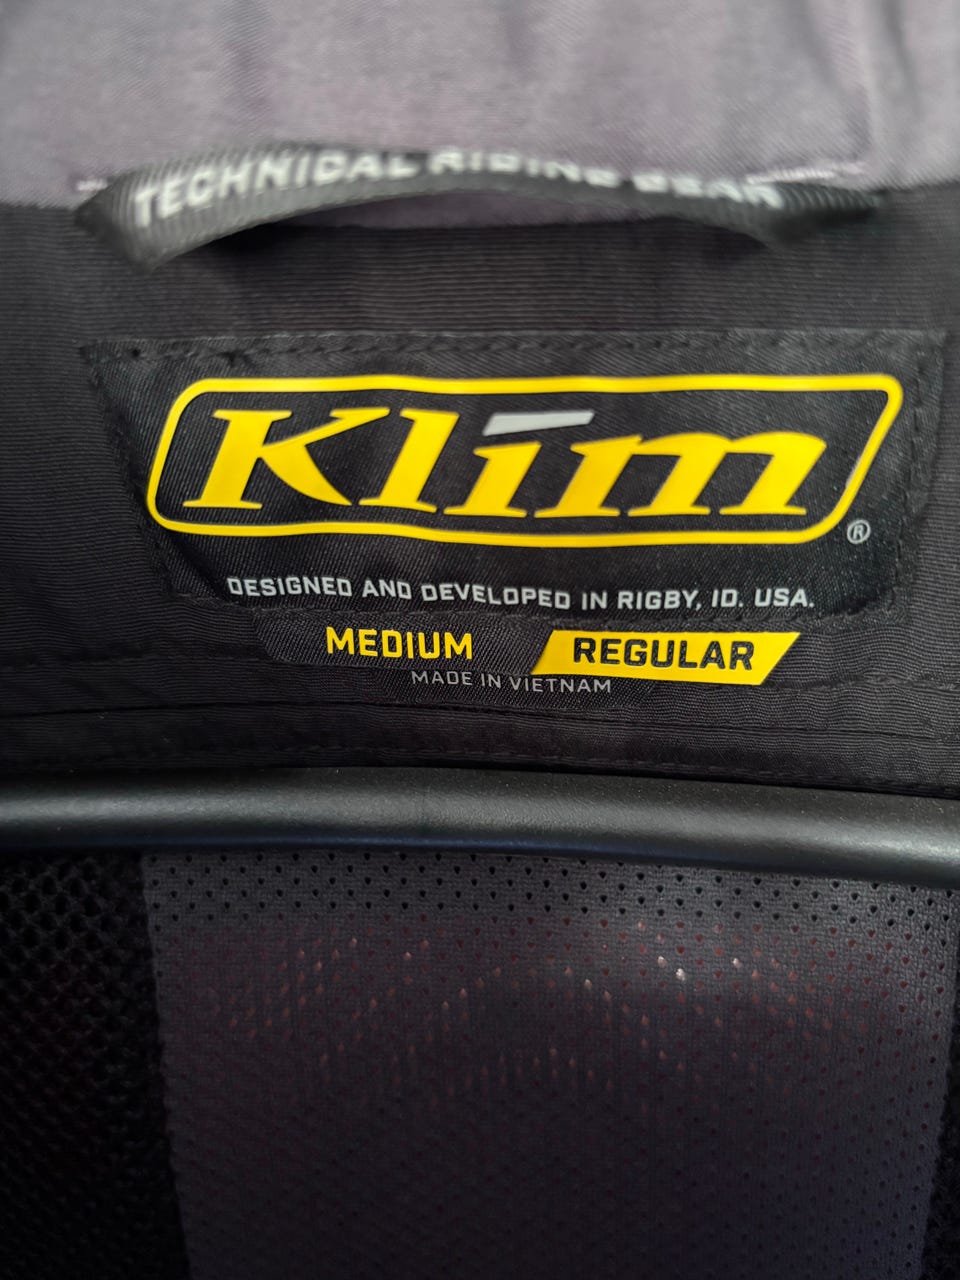 TECHNICAL RIDING GEAR
Klim®
DESIGNED AND DEVELOPED IN RIGBY, ID. USA.
MEDIUM REGULAR
MADE IN VIETNAM